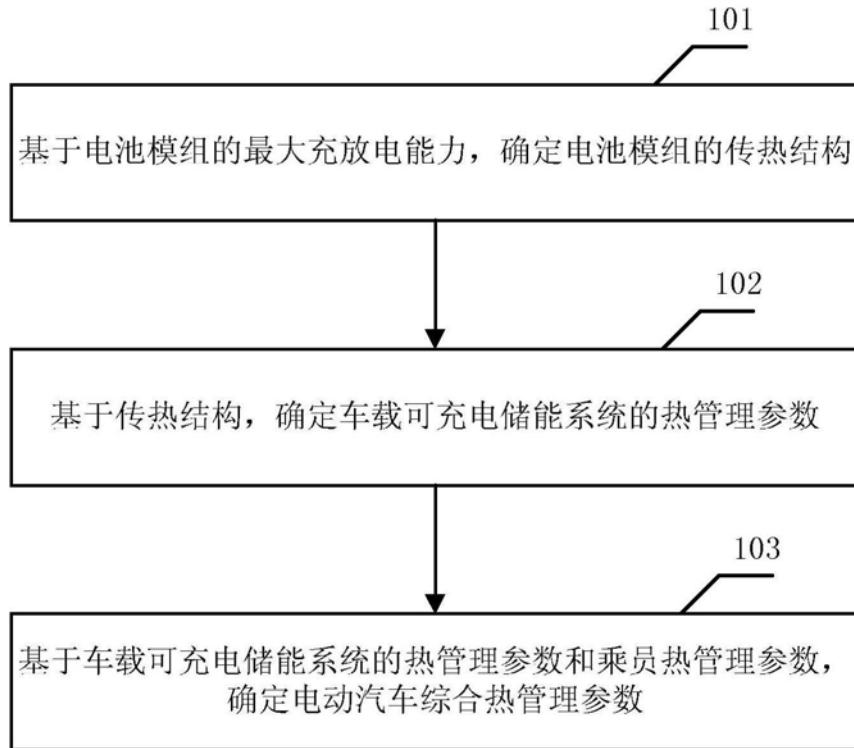 101
基于电池模组的最大充放电能力，确定电池模组的传热结构
102
基于传热结构，确定车载可充电储能系统的热管理参数
103
基于车载可充电储能系统的热管理参数和乘员热管理参数，
确定电动汽车综合热管理参数